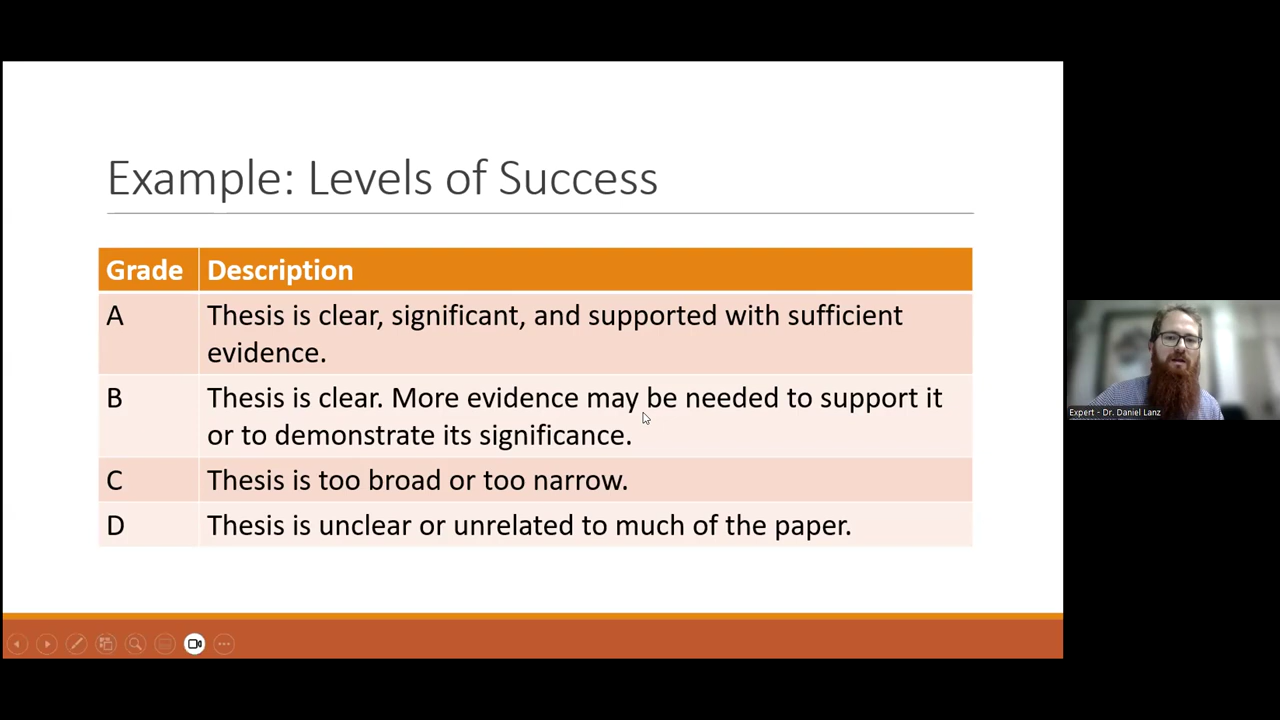 Example: Levels of Success
Grade Description
A Thesis is clear, significant, and supported with sufficient
evidence.
B Thesis is clear. More evidence may be needed to support it
or to demonstrate its significance.
C Thesis is too broad or too narrow.
D Thesis is unclear or unrelated to much of the paper.
Expert - Dr. Daniel Lanz